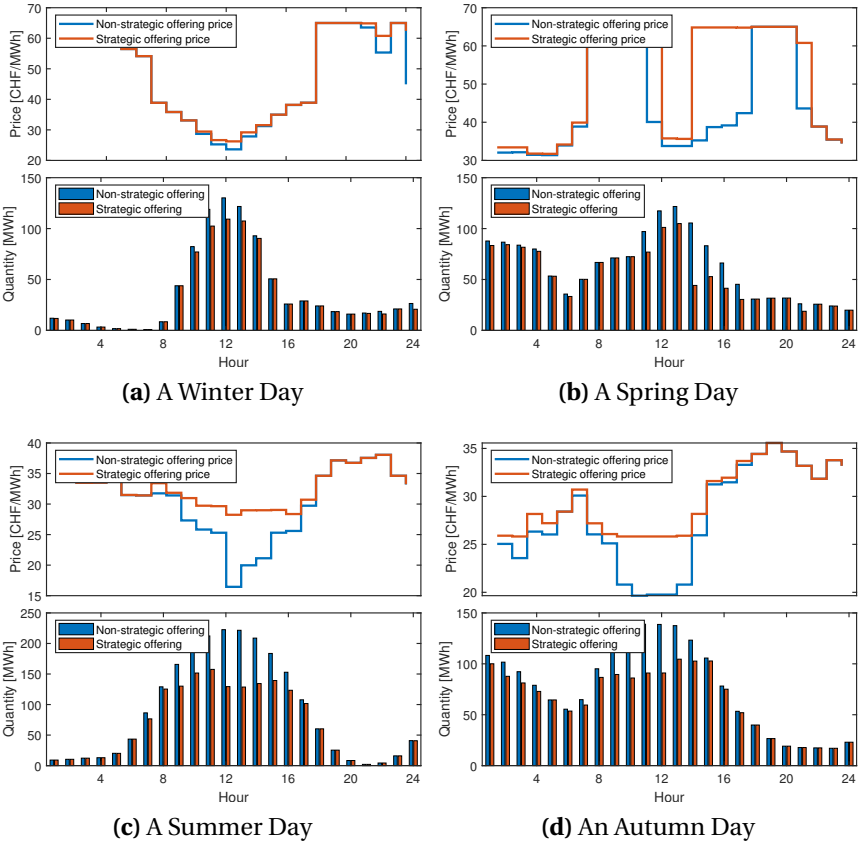 70
60
50
40
30
20
Price [CHF/MWh]
Non-strategic offering price
Strategic offering price
150
100
50
0
Quantity [MWh]
Non-strategic offering
Strategic offering
4 8 12 16 20 24
Hour
(a) A Winter Day
70
60
50
40
30
Price [CHF/MWh]
Non-strategic offering price
Strategic offering price
150
100
50
0
Quantity [MWh]
Non-strategic offering
Strategic offering
4 8 12 16 20 24
Hour
(b) A Spring Day
40
35
30
25
20
15
Price [CHF/MWh]
Non-strategic offering price
Strategic offering price
250
200
150
100
50
0
Quantity [MWh]
Non-strategic offering
Strategic offering
4 8 12 16 20 24
Hour
(c) A Summer Day
35
30
25
20
Price [CHF/MWh]
Non-strategic offering price
Strategic offering price
150
100
50
0
Quantity [MWh]
Non-strategic offering
Strategic offering
4 8 12 16 20 24
Hour
(d) An Autumn Day